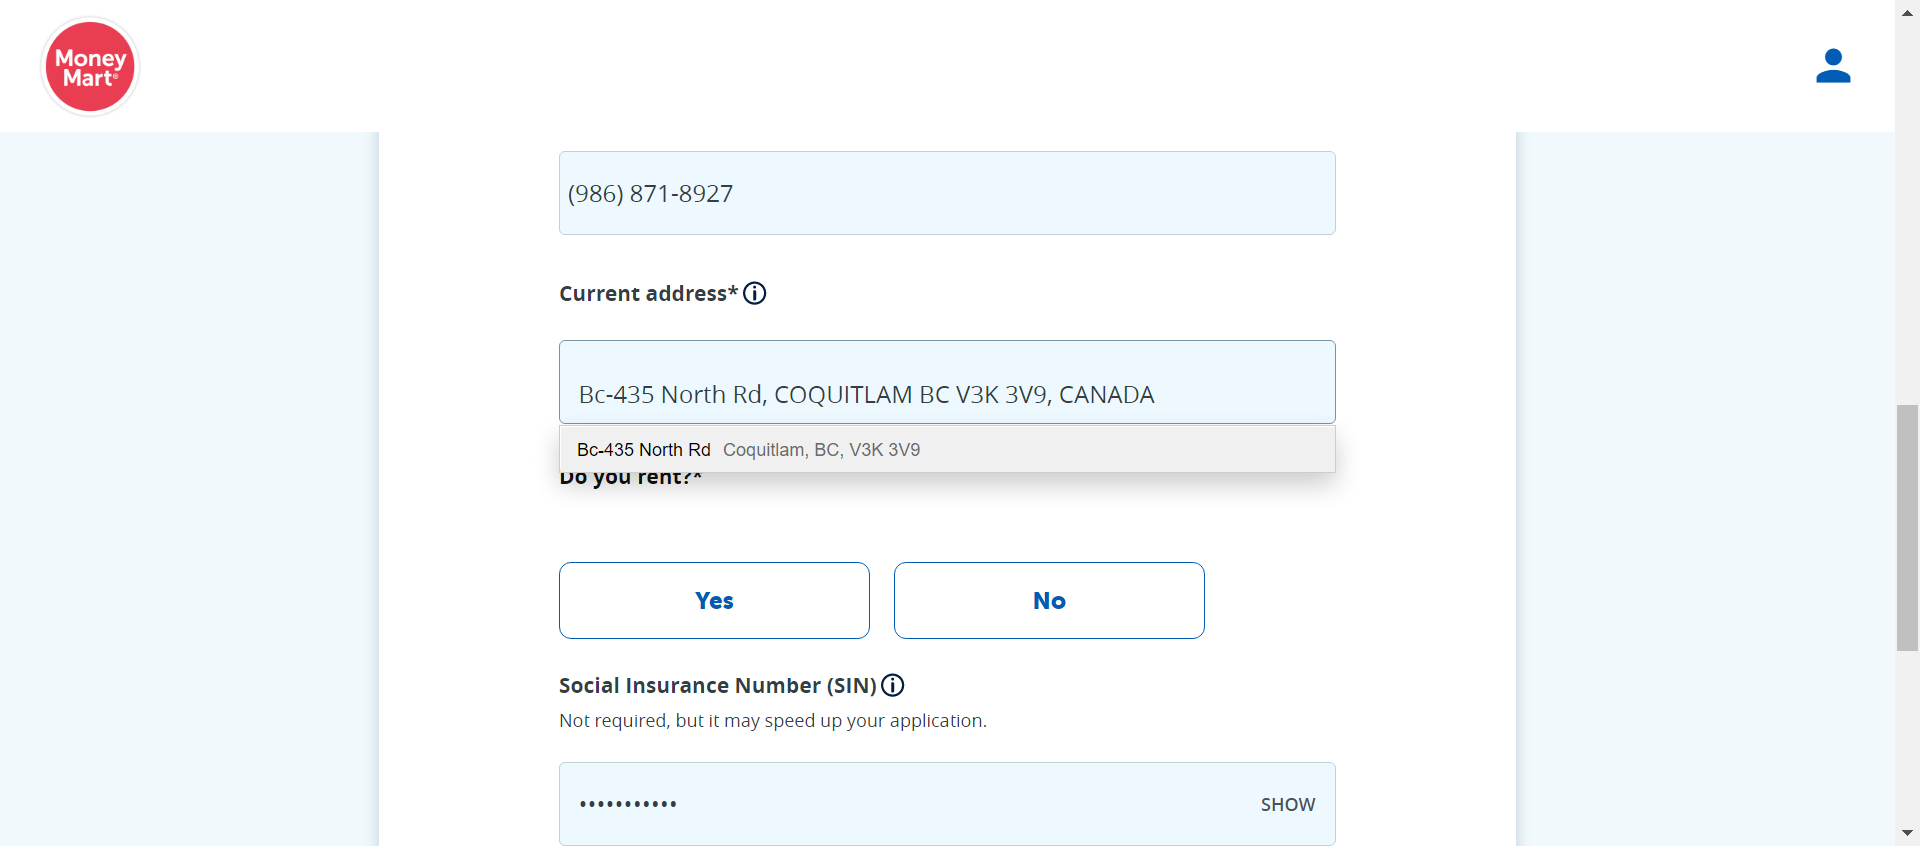 Money
Mart®
(986) 871-8927
Current address*
Bc-435 North Rd, COQUITLAM BC V3K 3V9, CANADA
Bc-435 North Rd Coquitlam, BC, V3K 3V9
Do you rent?*
Yes No
Social Insurance Number (SIN)
Not required, but it may speed up your application.
••••••••••• SHOW